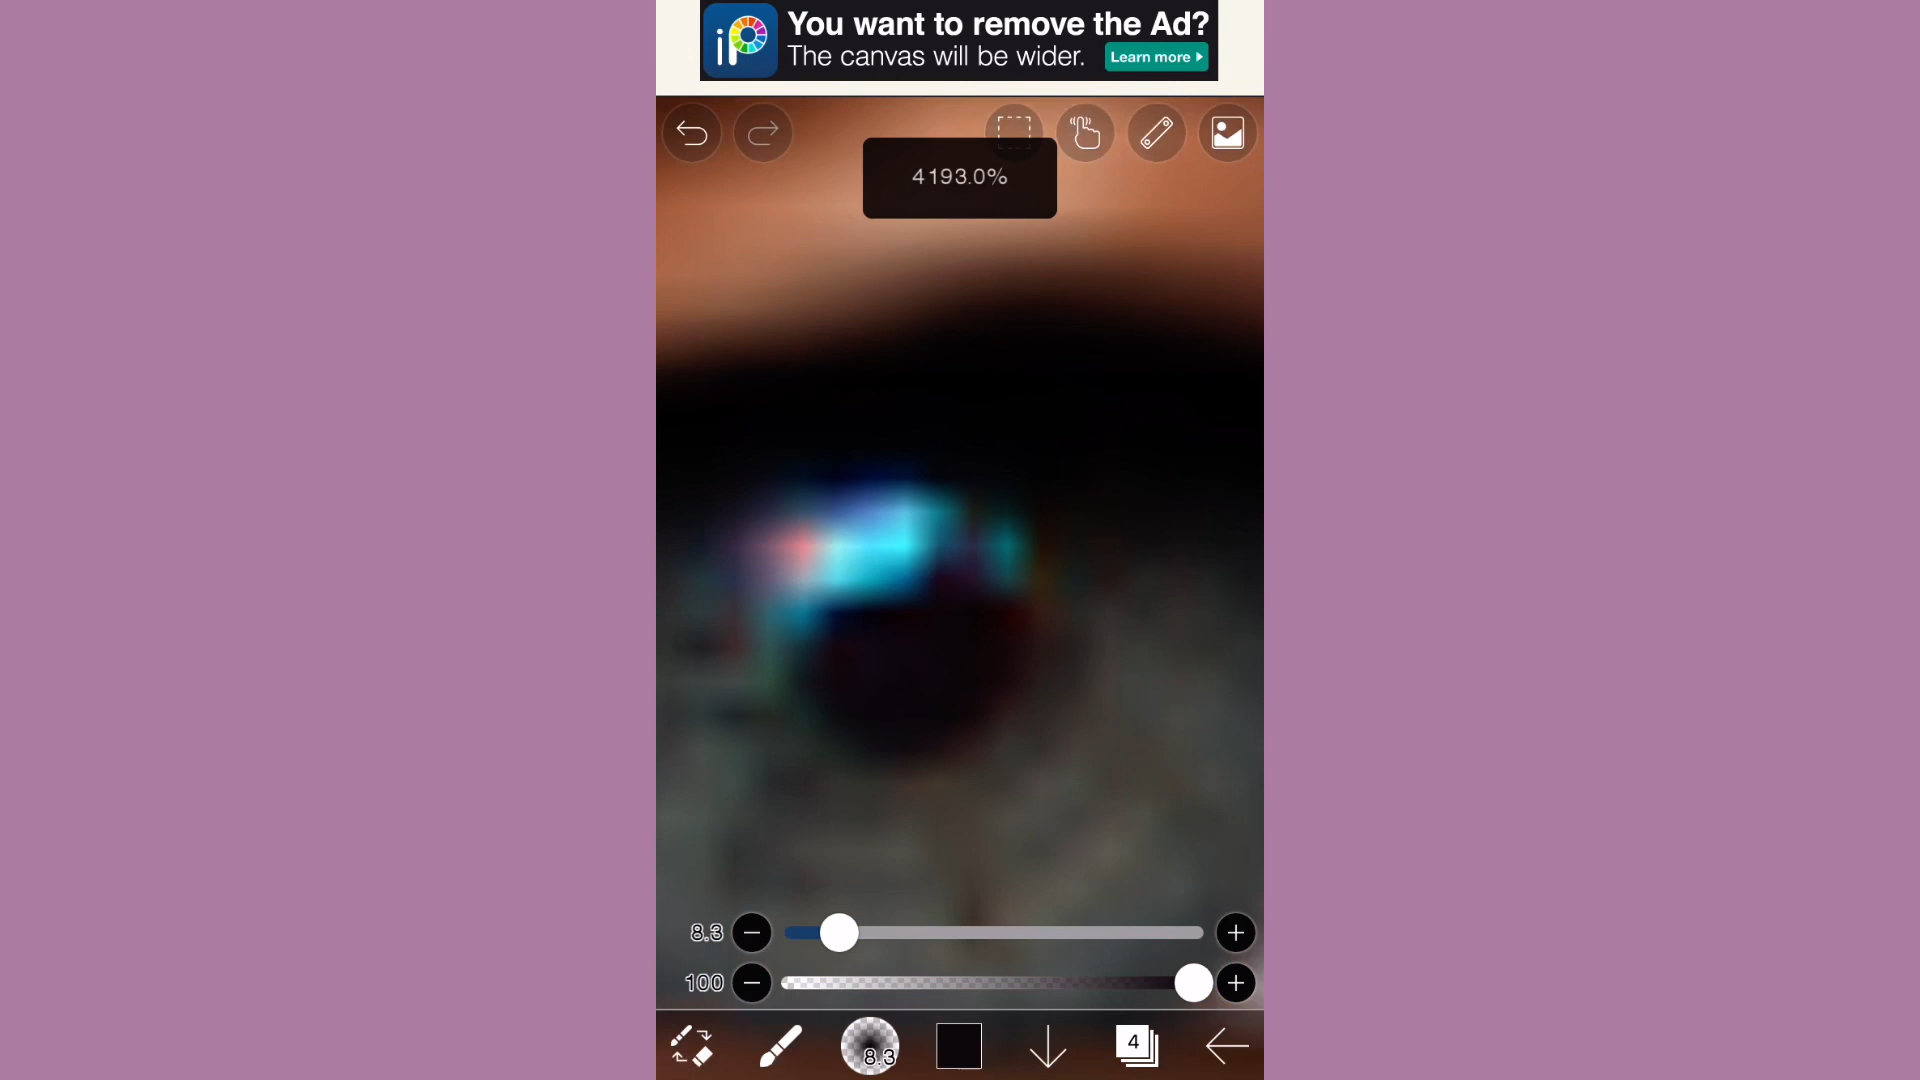 iP
You want to remove the Ad?
The canvas will be wider.
Learn more
4193.0%
8.3
100
8.3
4